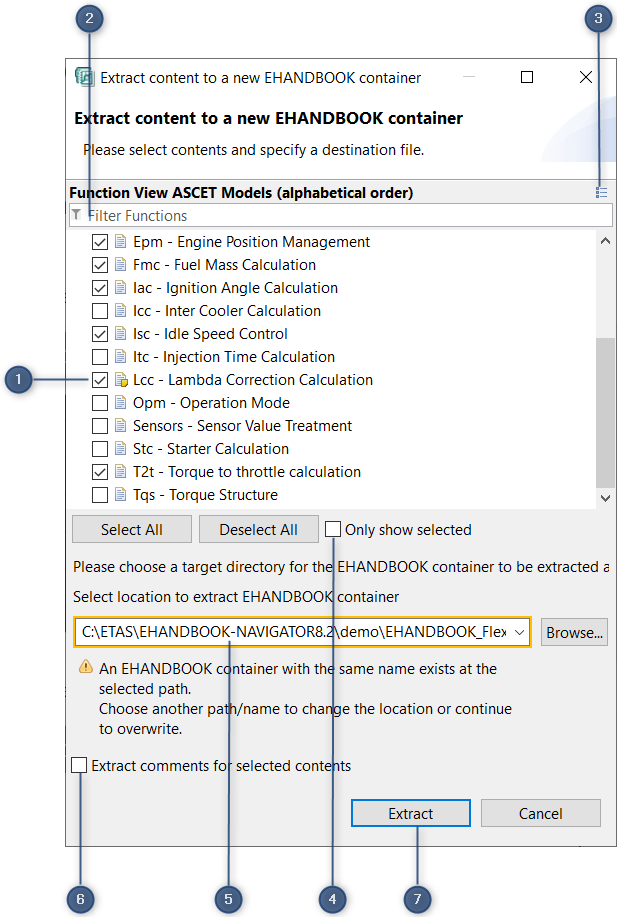 2
3
Extract content to a new EHANDBOOK container
Extract content to a new EHANDBOOK container
Please select contents and specify a destination file.
Function View ASCET Models (alphabetical order)
Filter Functions
Epm - Engine Position Management
Fmc - Fuel Mass Calculation
Iac - Ignition Angle Calculation
Icc - Inter Cooler Calculation
Isc - Idle Speed Control
Itc - Injection Time Calculation
1
Lcc - Lambda Correction Calculation
Opm - Operation Mode
Sensors - Sensor Value Treatment
Stc - Starter Calculation
T2t - Torque to throttle calculation
Tqs - Torque Structure
Select All
Deselect All
Only show selected
Please choose a target directory for the EHANDBOOK container to be extracted a
Select location to extract EHANDBOOK container
C:\ETAS\EHANDBOOK-NAVIGATOR8.2\demo\EHANDBOOK_Flex
Browse...
An EHANDBOOK container with the same name exists at the
selected path.
Choose another path/name to change the location or continue
to overwrite.
Extract comments for selected contents
Extract
Cancel
6
5
4
7